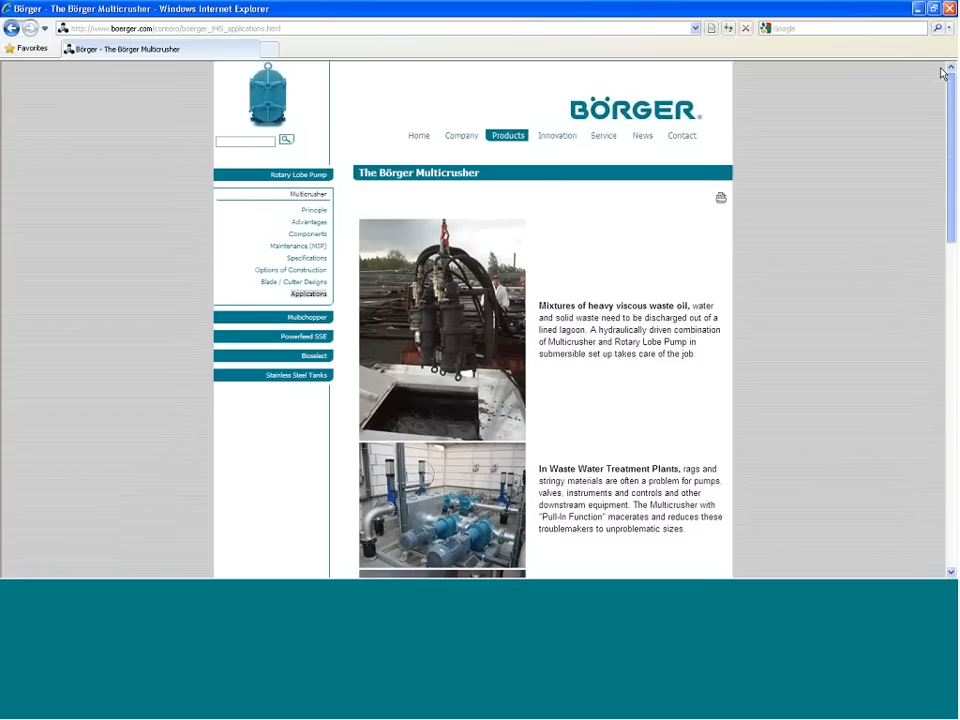 Börger - The Börger Multicrusher - Windows Internet Explorer
http://www.boerger.com/contero/boerger_IHS_applications.html
Google
Favorites
Börger - The Börger Multicrusher
BÖRGER®
Home Company Products Innovation Service News Contact
Rotary Lobe Pump
Multicrusher
Principle
Advantages
Components
Maintenance (MIP)
Specifications
Options of Construction
Blade / Cutter Designs
Applications
Multichopper
Powerfeed SSE
Bioselect
Stainless Steel Tanks
The Börger Multicrusher
Mixtures of heavy viscous waste oil, water
and solid waste need to be discharged out of a
lined lagoon. A hydraulically driven combination
of Multicrusher and Rotary Lobe Pump in
submersible set up takes care of the job.
In Waste Water Treatment Plants, rags and
stringy materials are often a problem for pumps,
valves, instruments and controls and other
downstream equipment. The Multicrusher with
"Pull-In Function" macerates and reduces these
troublemakers to unproblematic sizes.